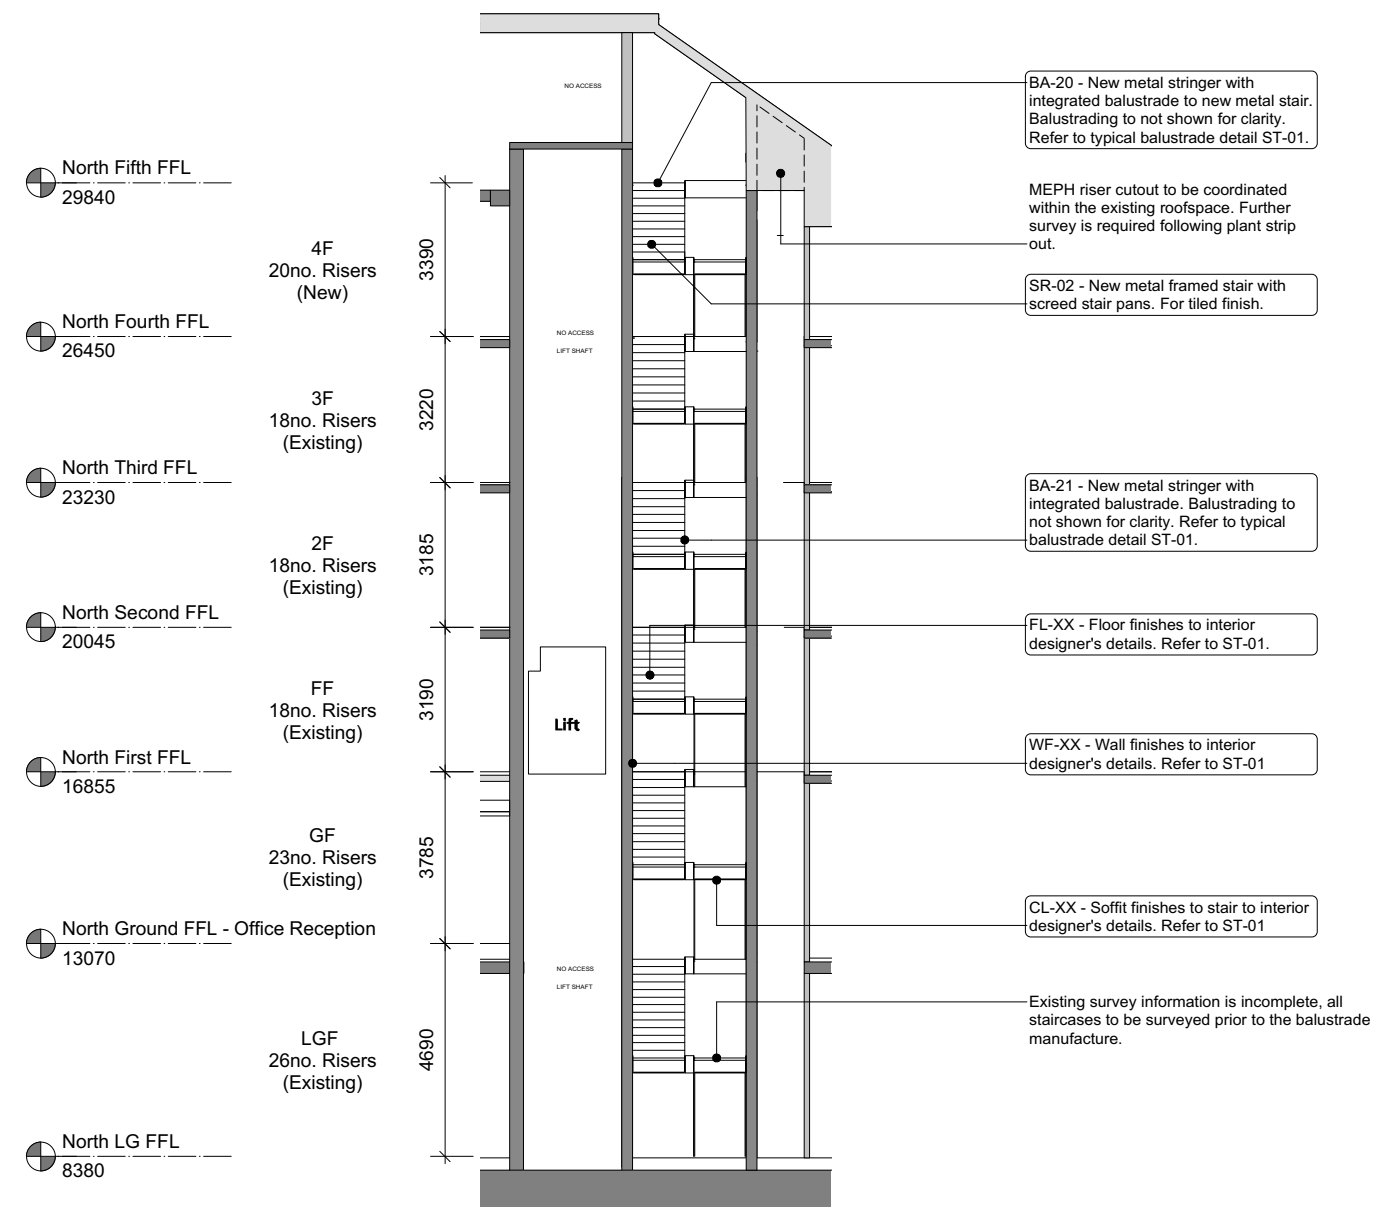 NO ACCESS
BA-20 - New metal stringer with
integrated balustrade to new metal stair.
Balustrading to not shown for clarity.
Refer to typical balustrade detail ST-01.
North Fifth FFL
29840
MEPH riser cutout to be coordinated
within the existing roofspace. Further
survey is required following plant strip
out.
4F
20no. Risers
(New)
3390
SR-02 - New metal framed stair with
screed stair pans. For tiled finish.
North Fourth FFL
26450
NO ACCESS
LIFT SHAFT
3F
18no. Risers
(Existing)
3220
North Third FFL
23230
BA-21 - New metal stringer with
integrated balustrade. Balustrading to
not shown for clarity. Refer to typical
balustrade detail ST-01.
2F
18no. Risers
(Existing)
3185
North Second FFL
20045
FL-XX - Floor finishes to interior
designer's details. Refer to ST-01.
FF
18no. Risers
(Existing)
3190
Lift
WF-XX - Wall finishes to interior
designer's details. Refer to ST-01
North First FFL
16855
GF
23no. Risers
(Existing)
3785
CL-XX - Soffit finishes to stair to interior
designer's details. Refer to ST-01
North Ground FFL - Office Reception
13070
NO ACCESS
LIFT SHAFT
Existing survey information is incomplete, all
staircases to be surveyed prior to the balustrade
manufacture.
LGF
26no. Risers
(Existing)
4690
North LG FFL
8380